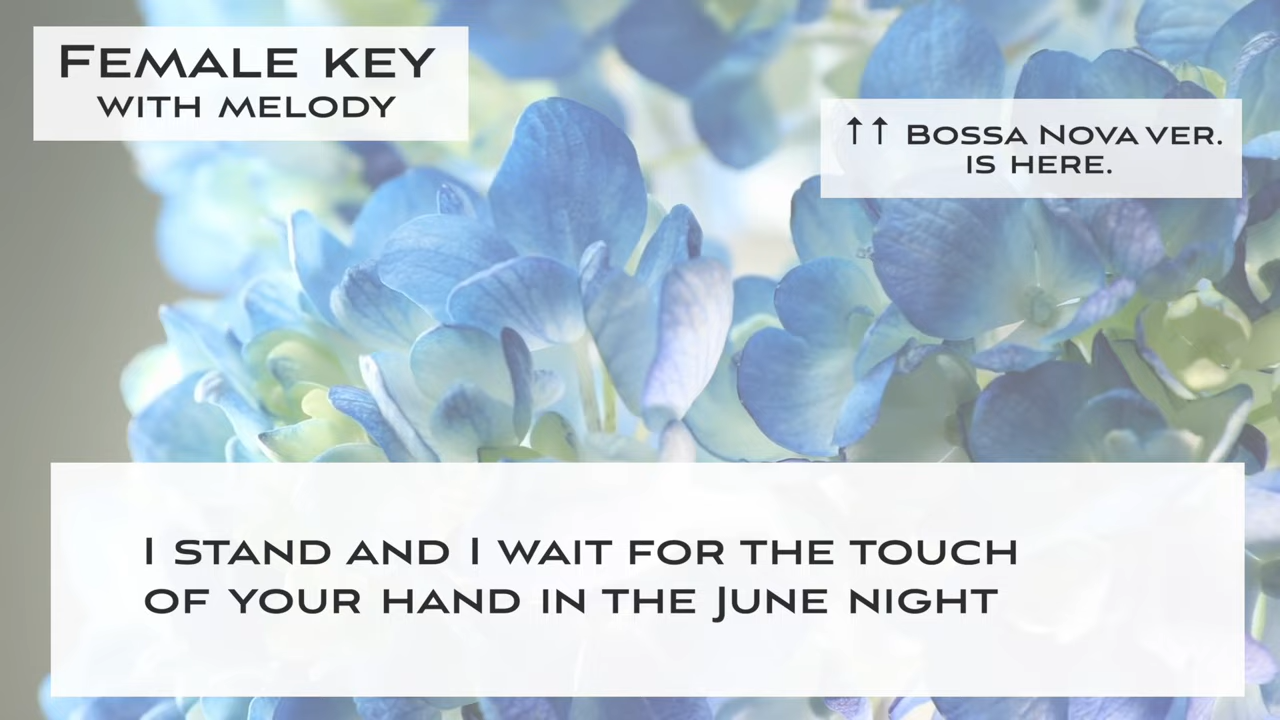 Female key
with melody
↑↑ Bossa Nova ver.
is here.
I stand and I wait for the touch
of your hand in the June night